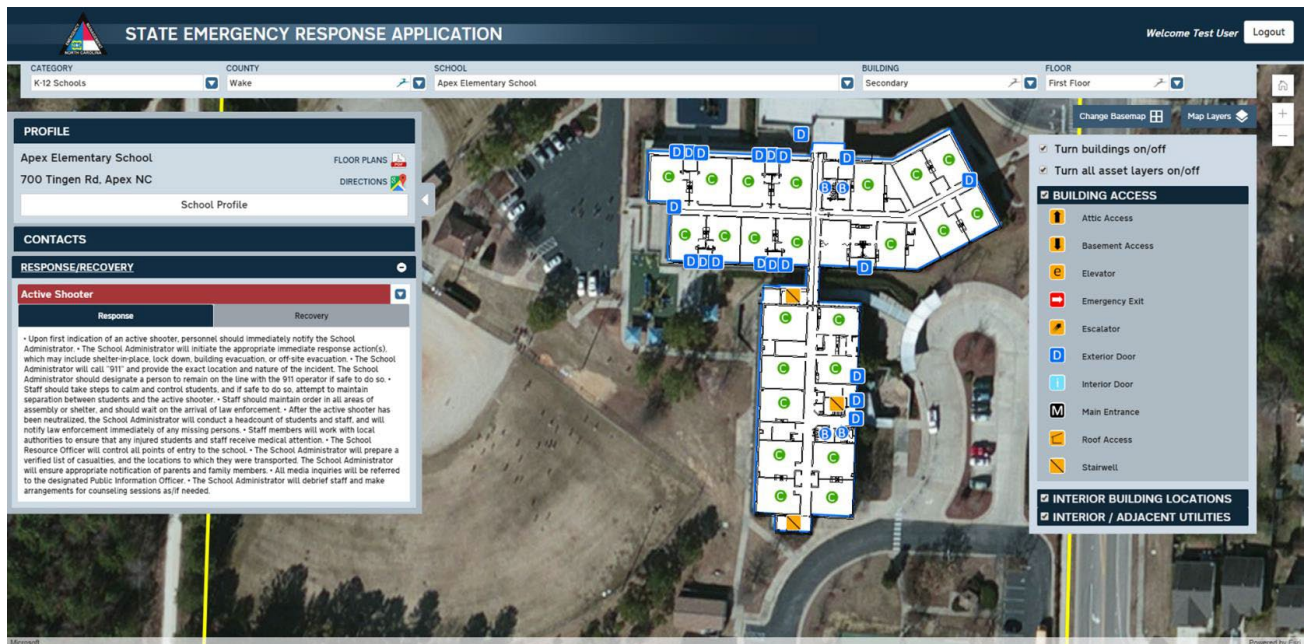 STATE EMERGENCY RESPONSE APPLICATION
Welcome Test User
Logout
NORTH CAROLINA
CATEGORY
K-12 Schools
COUNTY
Wake
SCHOOL
Apex Elementary School
BUILDING
Secondary
FLOOR
First Floor
PROFILE
Apex Elementary School
FLOOR PLANS
700 Tingen Rd, Apex NC
DIRECTIONS
School Profile
CONTACTS
RESPONSE/RECOVERY
Active Shooter
Response
Recovery
• Upon first indication of an active shooter, personnel should immediately notify the School
Administrator. • The School Administrator will initiate the appropriate immediate response action(s),
which may include shelter-in-place, lock down, building evacuation, or off-site evacuation. • The School
Administrator will call "911" and provide the exact location and nature of the incident. The School
Administrator should designate a person to remain on the line with the 911 operator if safe to do so. •
Staff should take steps to calm and control students, and if safe to do so, attempt to maintain
separation between students and the active shooter. • Staff should maintain order in all areas of
assembly or shelter, and should wait on the arrival of law enforcement. • After the active shooter has
been neutralized, the School Administrator will conduct a headcount of students and staff, and will
notify law enforcement immediately of any missing persons. • Staff members will work with local
authorities to ensure that any injured students and staff receive medical attention. • The School
Resource Officer will control all points of entry to the school. • The School Administrator will prepare a
verified list of casualties, and the locations to which they were transported. The School Administrator
will ensure appropriate notification of parents and family members. • All media inquiries will be referred
to the designated Public Information Officer. • The School Administrator will debrief staff and make
arrangements for counseling sessions as/if needed.
D
D D D
D D D
D
C C C C B B C C C D
D
C C C C C C C
D D D
D D D
D
C C
C C D
C D
D
B B
C C
C C
Change Basemap
Map Layers
Turn buildings on/off
Turn all asset layers on/off
BUILDING ACCESS
Attic Access
Basement Access
e Elevator
Emergency Exit
Escalator
D Exterior Door
Interior Door
M Main Entrance
Roof Access
Stairwell
INTERIOR BUILDING LOCATIONS
INTERIOR / ADJACENT UTILITIES
Microsoft
Powered by Esri